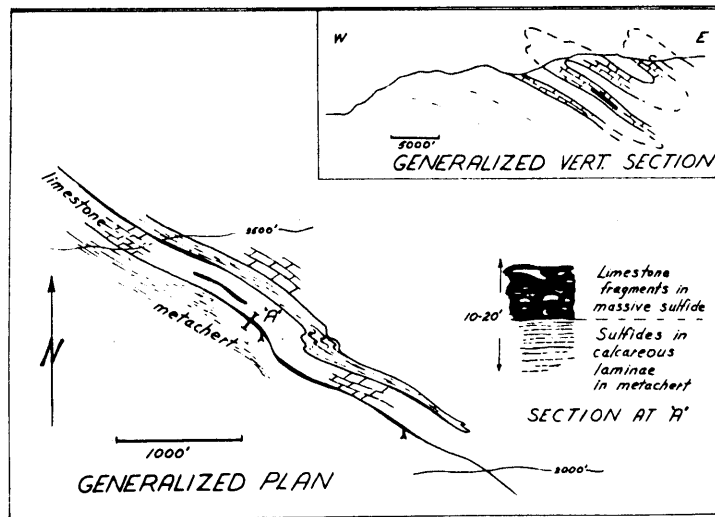 W
E
5000'
GENERALIZED VERT. SECTION
limestone
2500'
metachert
'A'
N
1000'
GENERALIZED PLAN
2000'
10-20'
Limestone
fragments in
massive sulfide
Sulfides in
calcareous
laminae
in metachert
SECTION AT 'A'